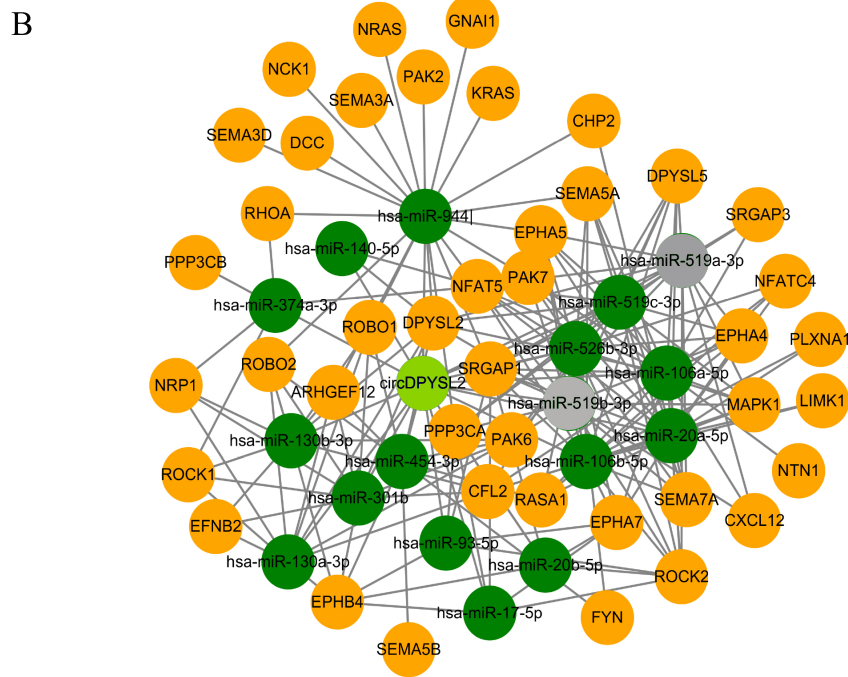 B
NRAS
GNAI1
NCK1
PAK2
SEMA3A
KRAS
CHP2
SEMA3D
DCC
DPYSL5
SEMA5A
RHOA
hsa-miR-944|
SRGAP3
EPHA5
hsa-miR-140-5p
PPP3CB
hsa-miR-519a-3p
PAK7
NFATC4
NFAT5
hsa-miR-374a-3p
hsa-miR-519c-3p
ROBO1
DPYSL2
EPHA4
PLXNA1
hsa-miR-526b-3p
ROBO2
SRGAP1
hsa-miR-106a-5p
NRP1
circDPYSL2
ARHGEF12
hsa-miR-519b-3p
MAPK1
LIMK1
PPP3CA
hsa-miR-130b-3p
PAK6
hsa-miR-20a-5p
hsa-miR-454-3p
hsa-miR-106b-5p
NTN1
ROCK1
hsa-miR-301b
CFL2
RASA1
SEMA7A
EFNB2
EPHA7
CXCL12
hsa-miR-93-5p
hsa-miR-130a-3p
hsa-miR-20b-5p
ROCK2
EPHB4
hsa-miR-17-5p
FYN
SEMA5B